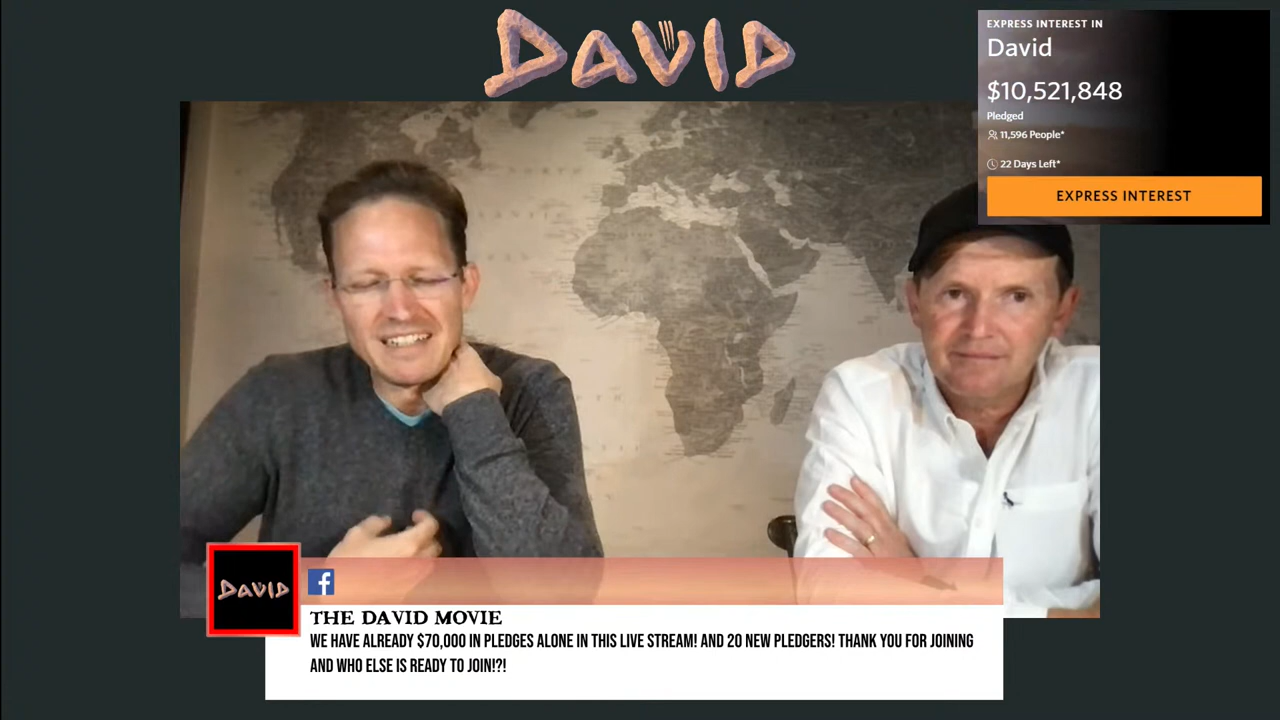 DAVID
EXPRESS INTEREST IN
David
$10,521,848
Pledged
11,596 People*
22 Days Left*
EXPRESS INTEREST
DAVID
THE DAVID MOVIE
WE HAVE ALREADY $70,000 IN PLEDGES ALONE IN THIS LIVE STREAM! AND 20 NEW PLEDGERS! THANK YOU FOR JOINING
AND WHO ELSE IS READY TO JOIN!?!